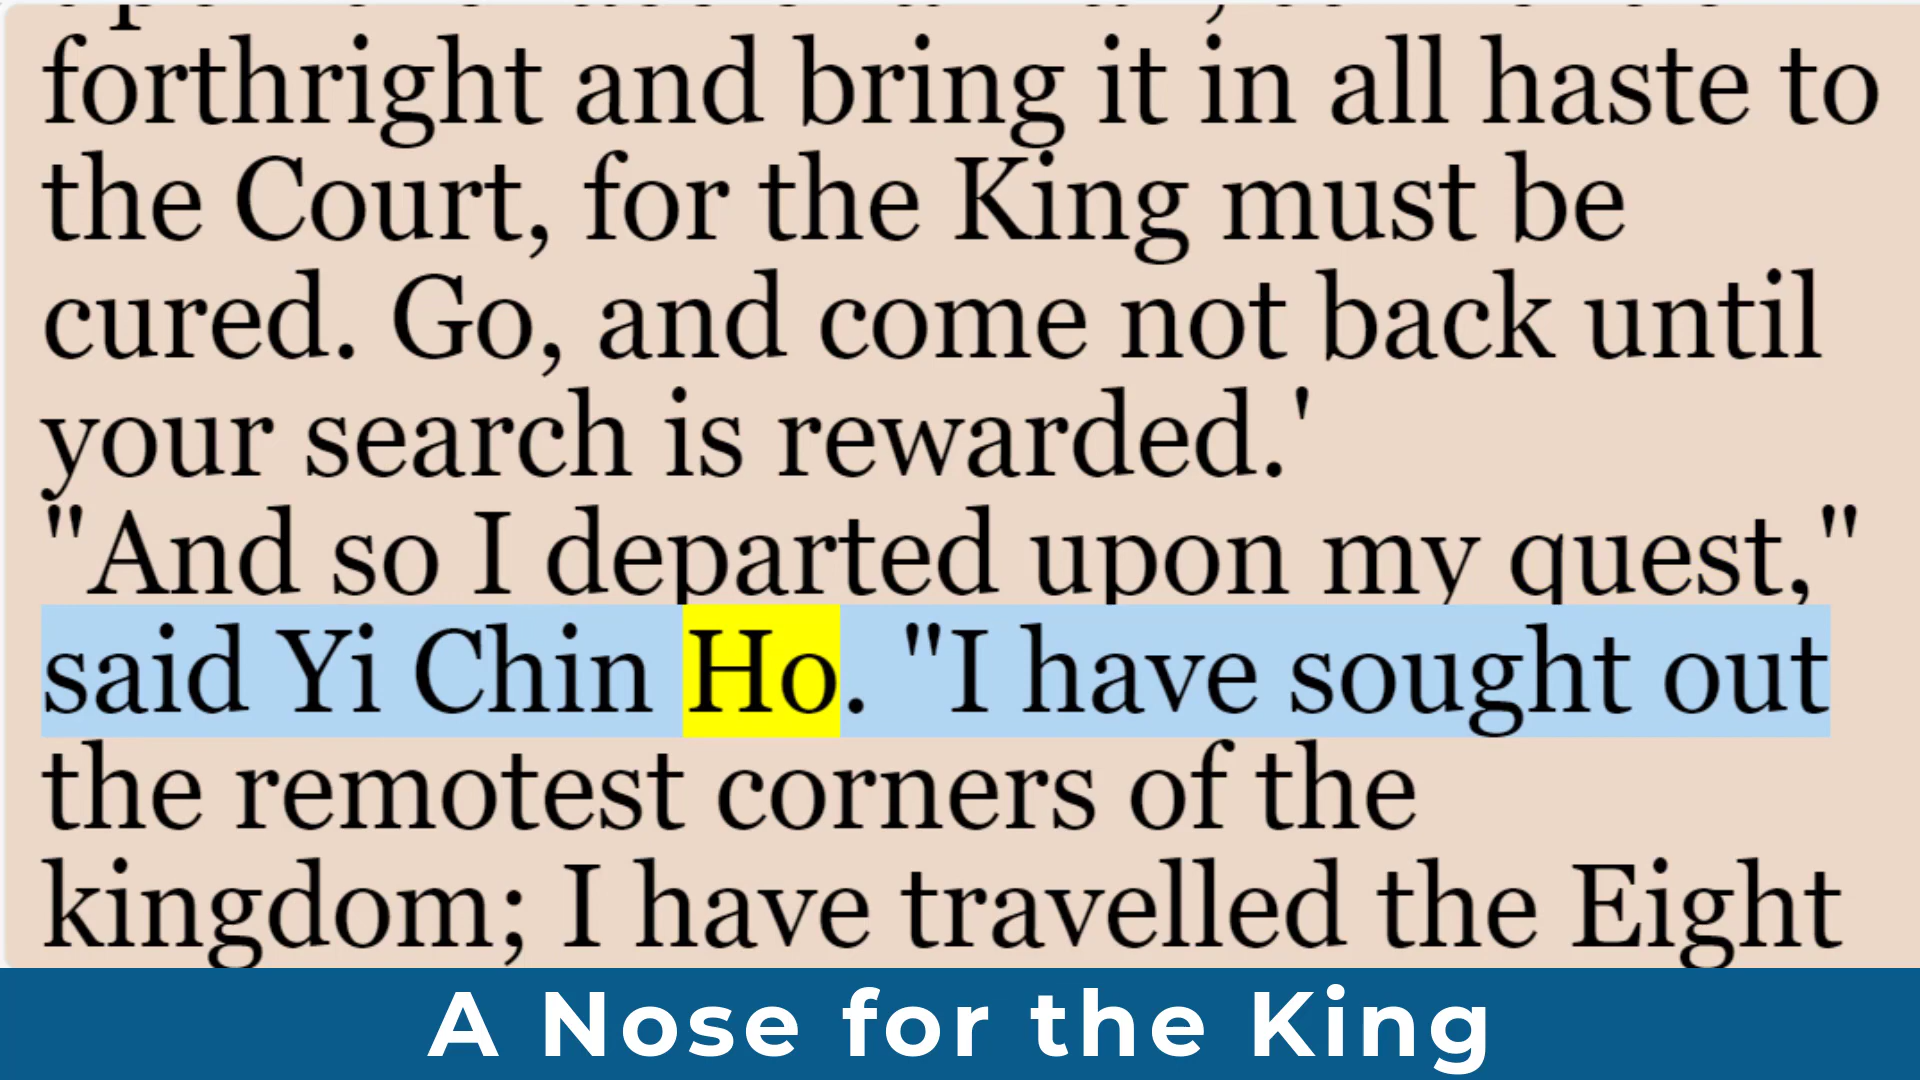 forthright and bring it in all haste to
the Court, for the King must be
cured. Go, and come not back until
your search is rewarded.'
"And so I departed upon my quest,"
said Yi Chin Ho. "I have sought out
the remotest corners of the
kingdom; I have travelled the Eight
A Nose for the King